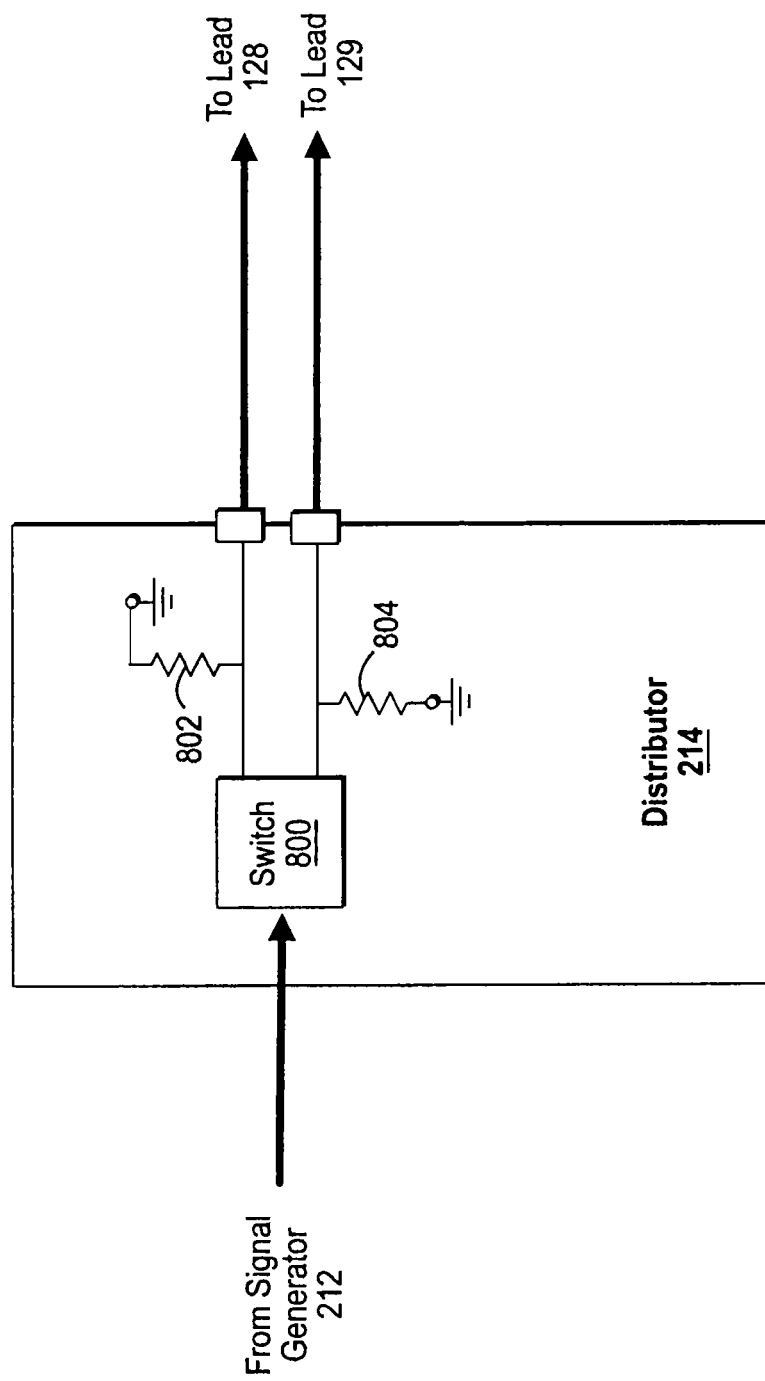 To Lead
128
To Lead
129
802
804
Switch
800
Distributor
214
From Signal
Generator
212